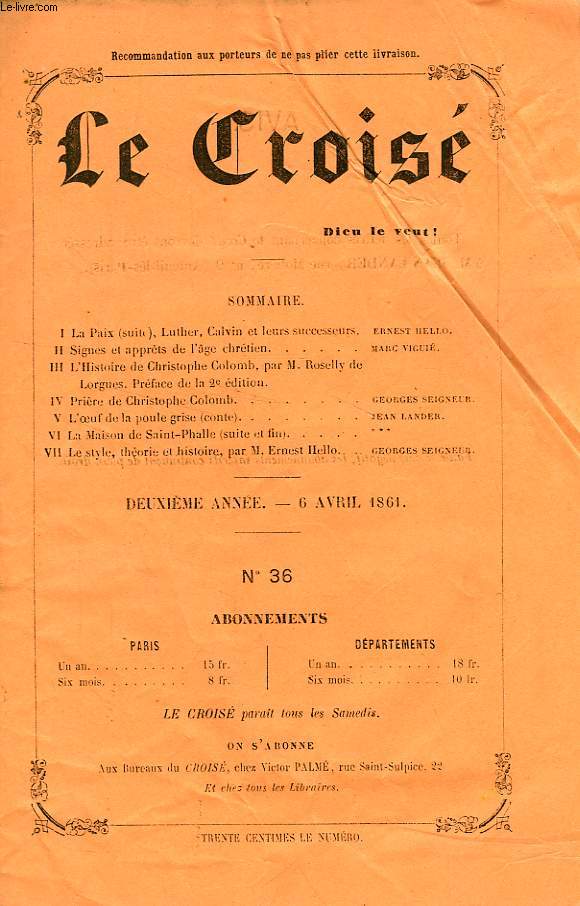 Le-livre.com
Recommandation aux porteurs de ne pas plier cette livraison.
Le Croisé
Dieu le veut!
SOMMAIRE.
I La Paix (suite), Luther, Calvin et leurs successeurs. ERNEST HELLO.
II Signes et apprêts de l'âge chrétien. . . . . . MARC VIGUIÉ.
III L'Histoire de Christophe Colomb, par M. Roselly de
Lorgues. Préface de la 2e édition.
IV Prière de Christophe Colomb. . . . . . . . . GEORGES SEIGNEUR.
V L'œuf de la poule grise (conte). . . . . . . . . JEAN LANDER.
VI La Maison de Saint-Phalle (suite et fin). . . . . ***
VII Le style, théorie et histoire, par M. Ernest Hello. . GEORGES SEIGNEUR.
DEUXIÈME ANNÉE. — 6 AVRIL 1861.
N° 36
ABONNEMENTS
PARIS
Un an. . . . . . . . . . . 15 fr.
Six mois. . . . . . . . . 8 fr.
DÉPARTEMENTS
Un an. . . . . . . . . . . 18 fr.
Six mois. . . . . . . . . . 10 fr.
LE CROISÉ paraît tous les Samedis.
ON S'ABONNE
Aux Bureaux du CROISÉ, chez Victor PALMÉ, rue Saint-Sulpice, 22
Et chez tous les Libraires.
TRENTE CENTIMES LE NUMÉRO.